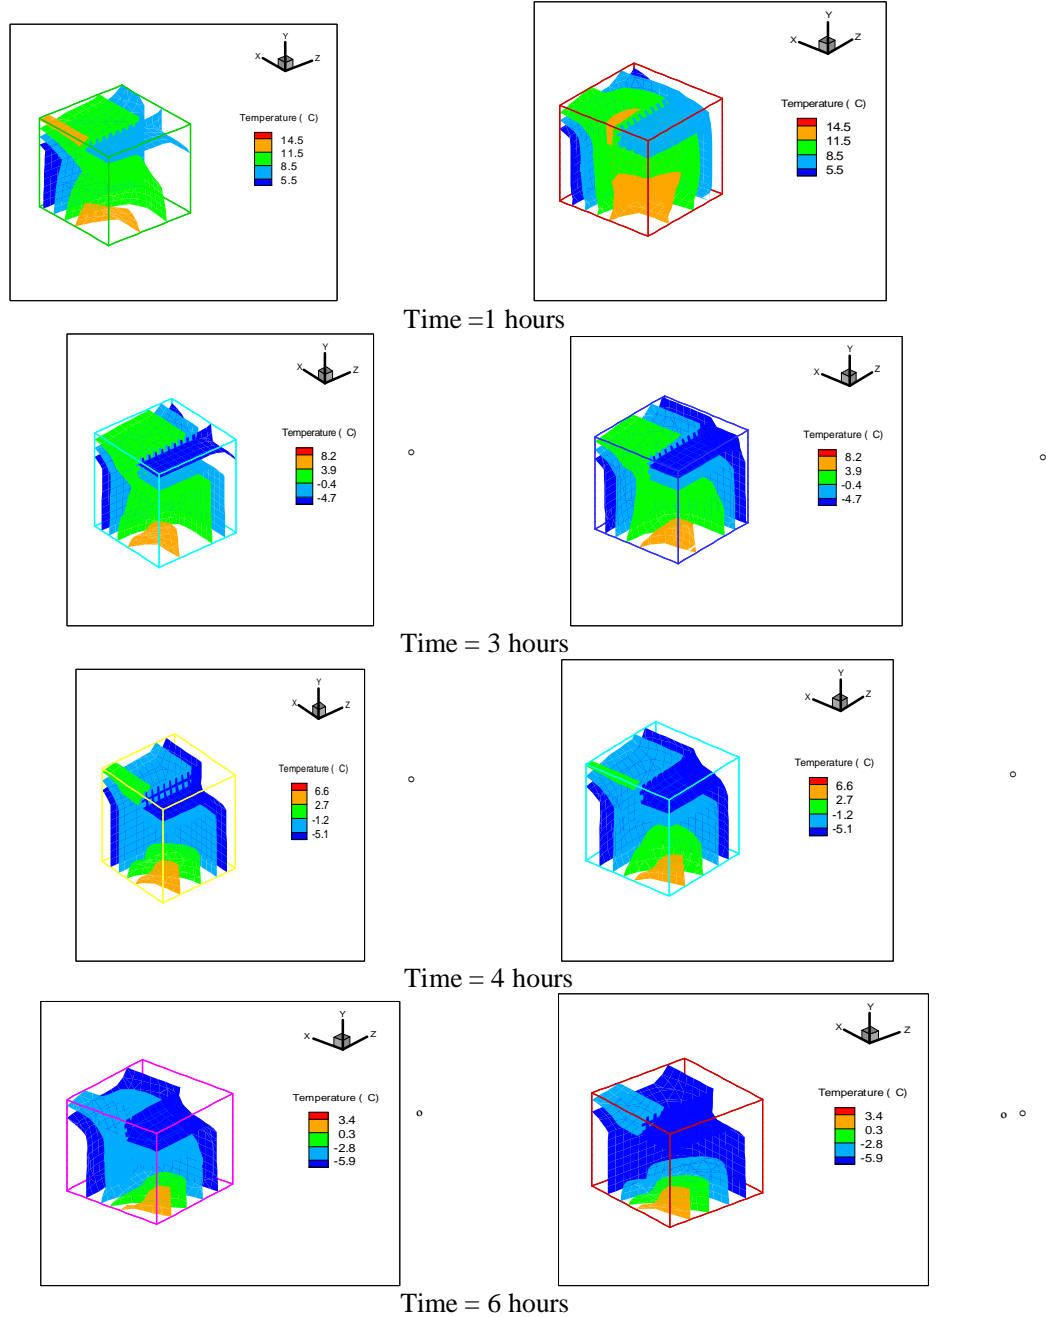 Y
X
Z
Temperature ( C)
14.5
11.5
8.5
5.5
Y
X
Z
Temperature ( C)
14.5
11.5
8.5
5.5
Time =1 hours
Y
X
Z
Temperature ( C)
8.2
3.9
-0.4
-4.7
Y
X
Z
Temperature ( C)
8.2
3.9
-0.4
-4.7
Time = 3 hours
Y
X
Z
Temperature ( C)
6.6
2.7
-1.2
-5.1
Y
X
Z
Temperature ( C)
6.6
2.7
-1.2
-5.1
Time = 4 hours
Y
X
Z
Temperature ( C)
3.4
0.3
-2.8
-5.9
Y
X
Z
Temperature ( C)
3.4
0.3
-2.8
-5.9
Time = 6 hours